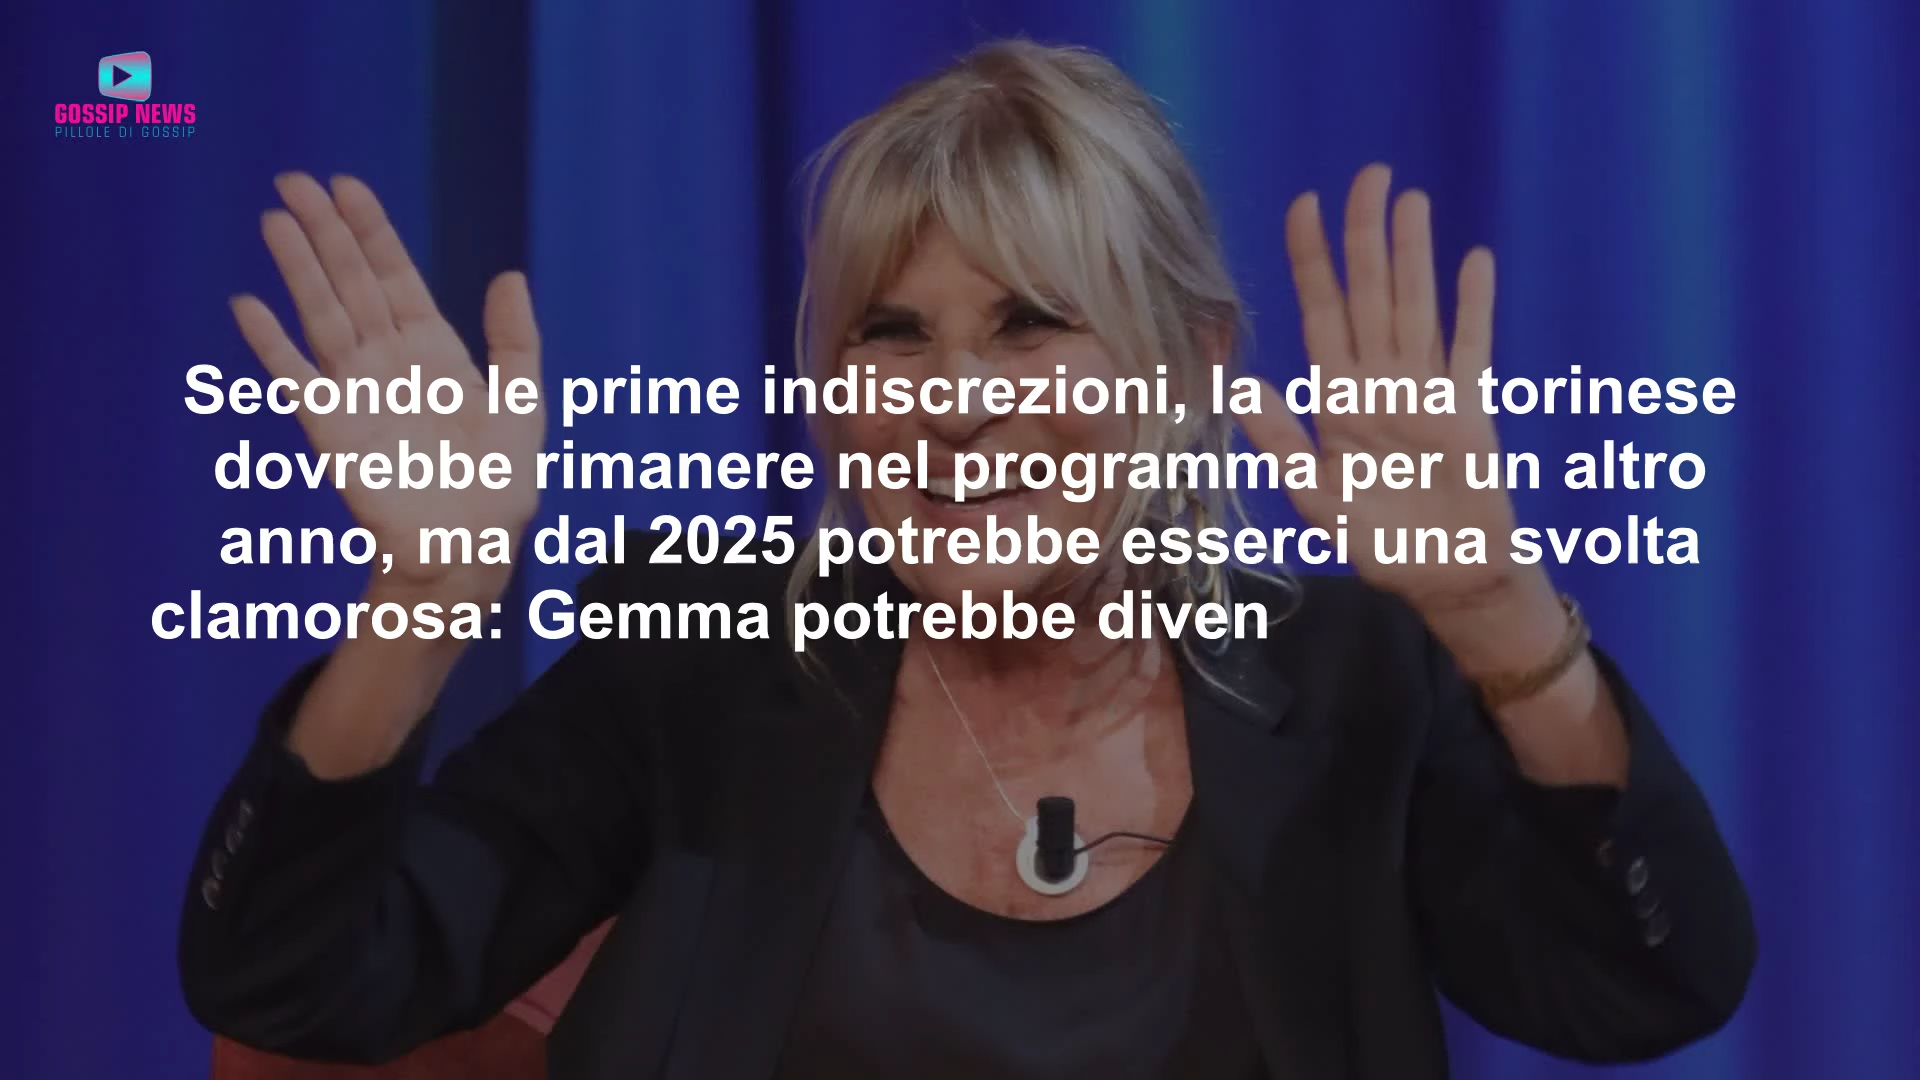 GOSSIP NEWS
PILLOLE DI GOSSIP
Secondo le prime indiscrezioni, la dama torinese
dovrebbe rimanere nel programma per un altro
anno, ma dal 2025 potrebbe esserci una svolta
clamorosa: Gemma potrebbe diven